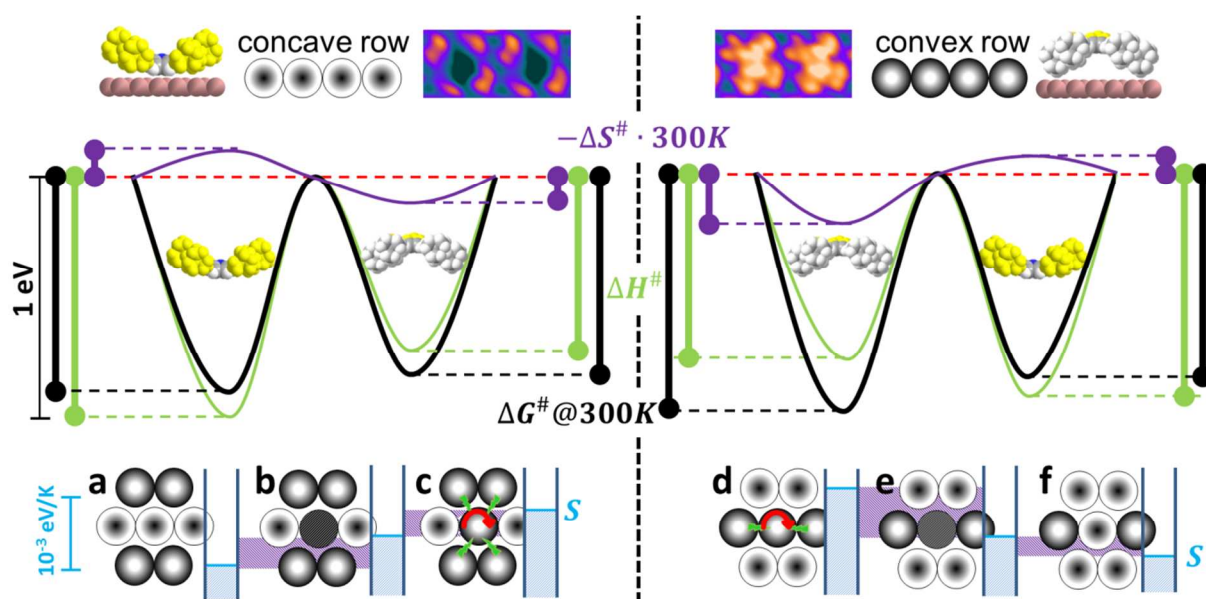 concave row
convex row
−ΔS# · 300K
1 eV
ΔH#
ΔG#@300K
a
b
c
d
e
f
10-3 eV/K
S
S